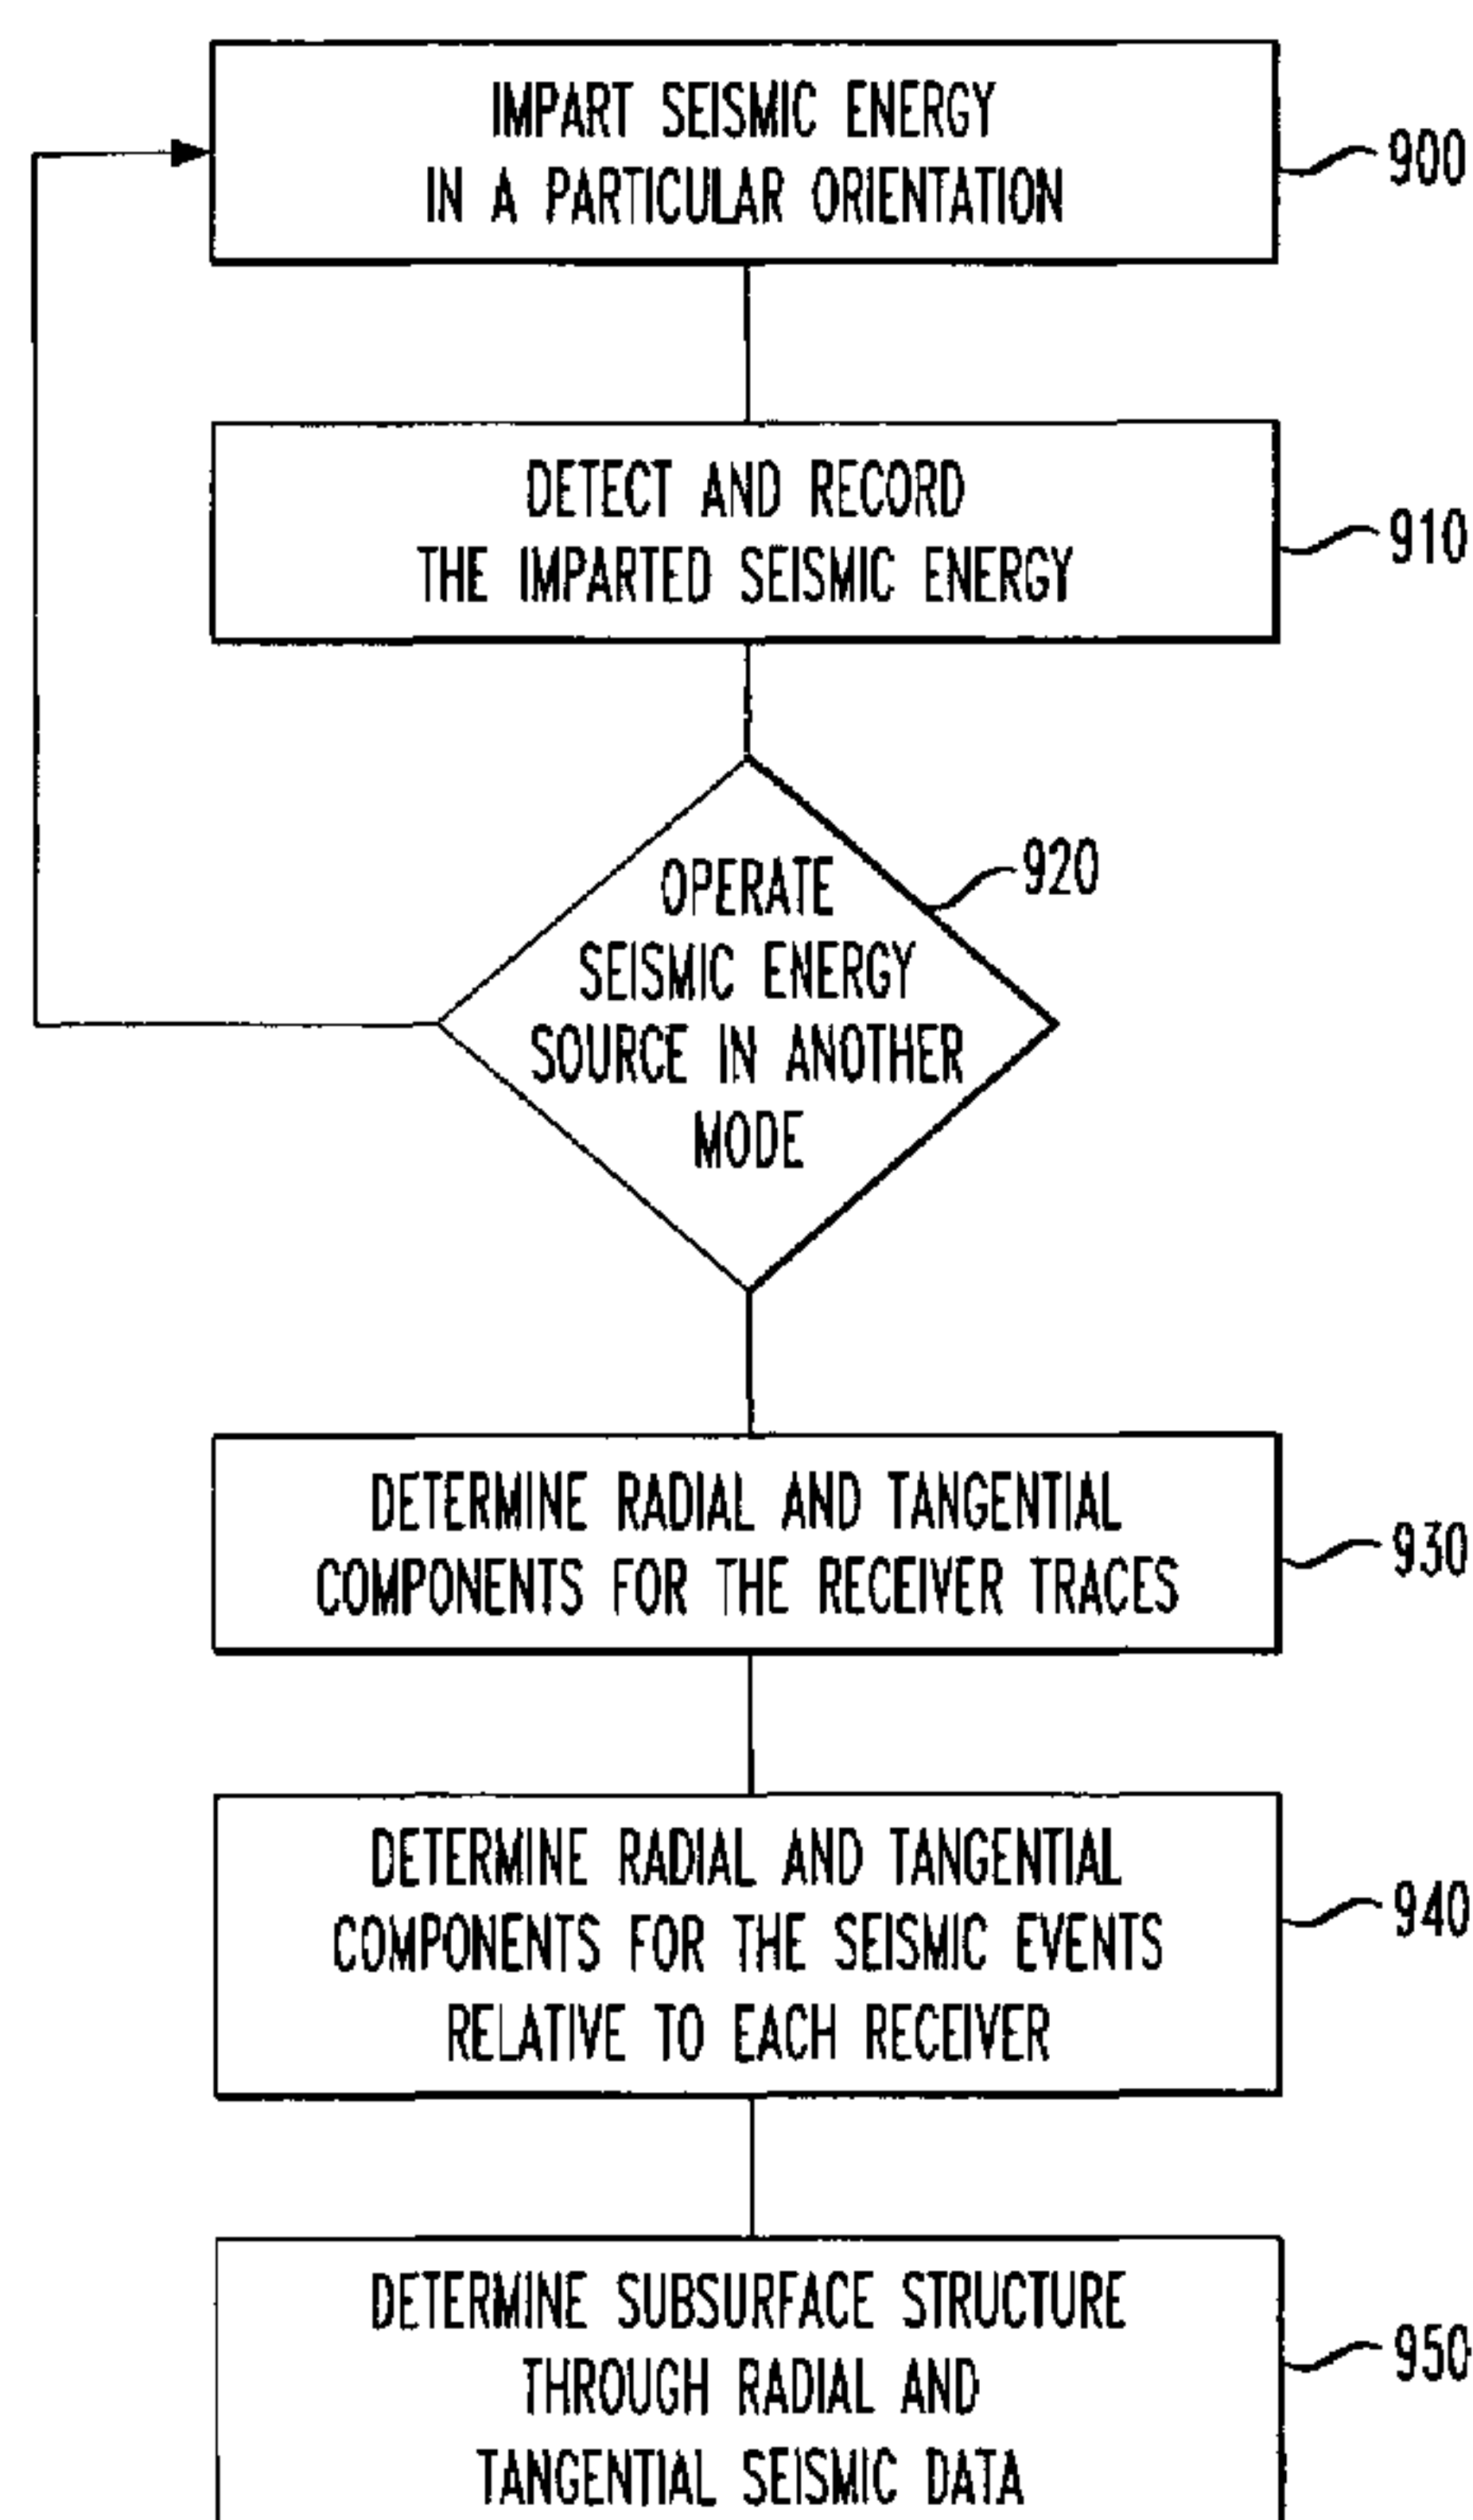 IMPART SEISMIC ENERGY
IN A PARTICULAR ORIENTATION
900
DETECT AND RECORD
THE IMPARTED SEISMIC ENERGY
910
OPERATE
SEISMIC ENERGY
SOURCE IN ANOTHER
MODE
920
DETERMINE RADIAL AND TANGENTIAL
COMPONENTS FOR THE RECEIVER TRACES
930
DETERMINE RADIAL AND TANGENTIAL
COMPONENTS FOR THE SEISMIC EVENTS
RELATIVE TO EACH RECEIVER
940
DETERMINE SUBSURFACE STRUCTURE
THROUGH RADIAL AND
TANGENTIAL SEISMIC DATA
950